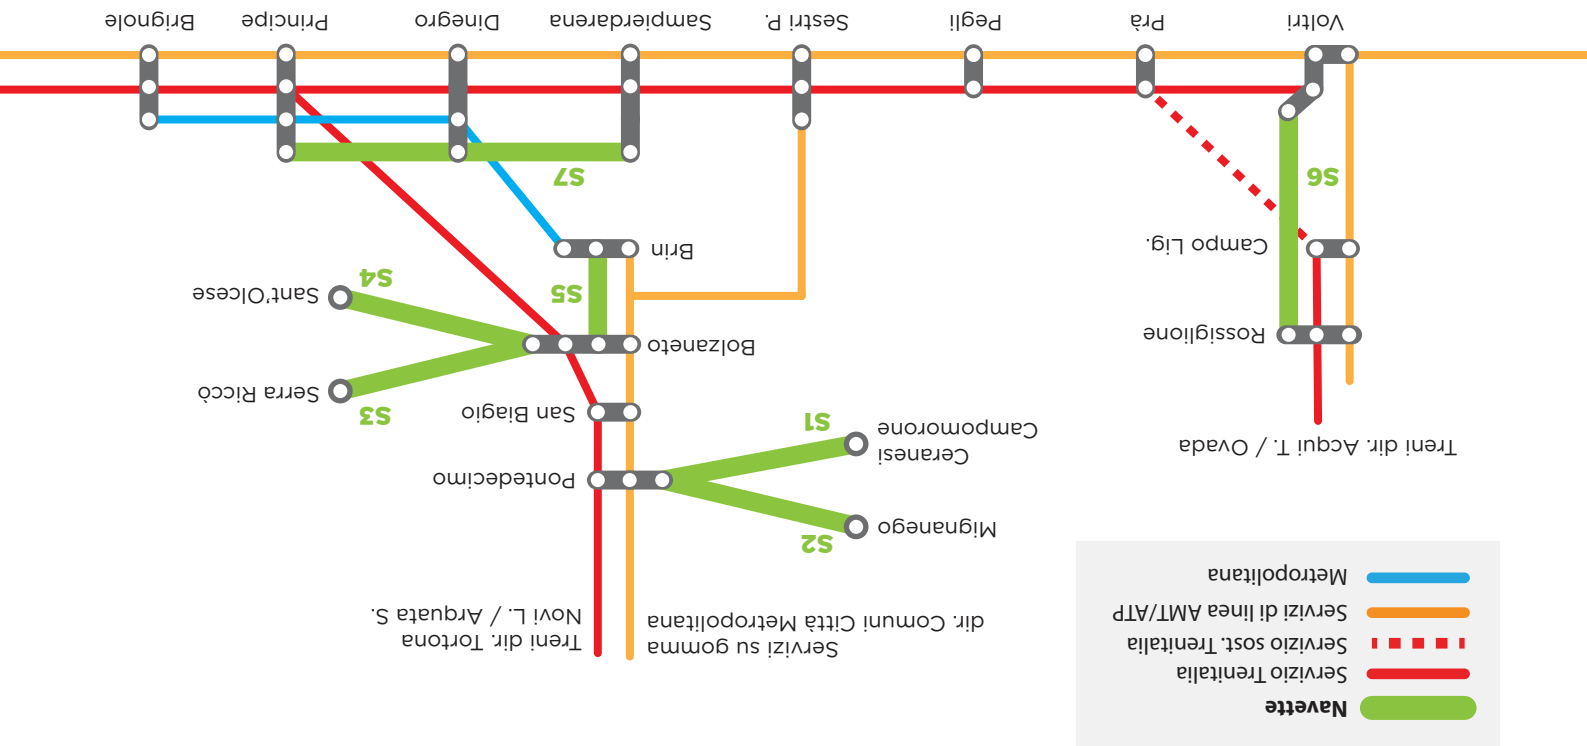 Navette
Servizio Trenitalia
Servizio sost. Trenitalia
Servizi di linea AMT/ATP
Metropolitana
Servizi su gomma
dir. Comuni Città Metropolitana
Treni dir. Tortona
Novi L. / Arquata S.
S2
Mignanego
Pontedecimo
Ceranesi
Campomorone
S1
Treni dir. Acqui T. / Ovada
San Biagio
S3
Serra Riccò
Bolzaneto
Rossiglione
Sant'Olcese
S4
S5
Brin
Campo Lig.
S6
S7
Voltri
Prà
Pegli
Sestri P.
Sampierdarena
Dinegro
Principe
Brignole